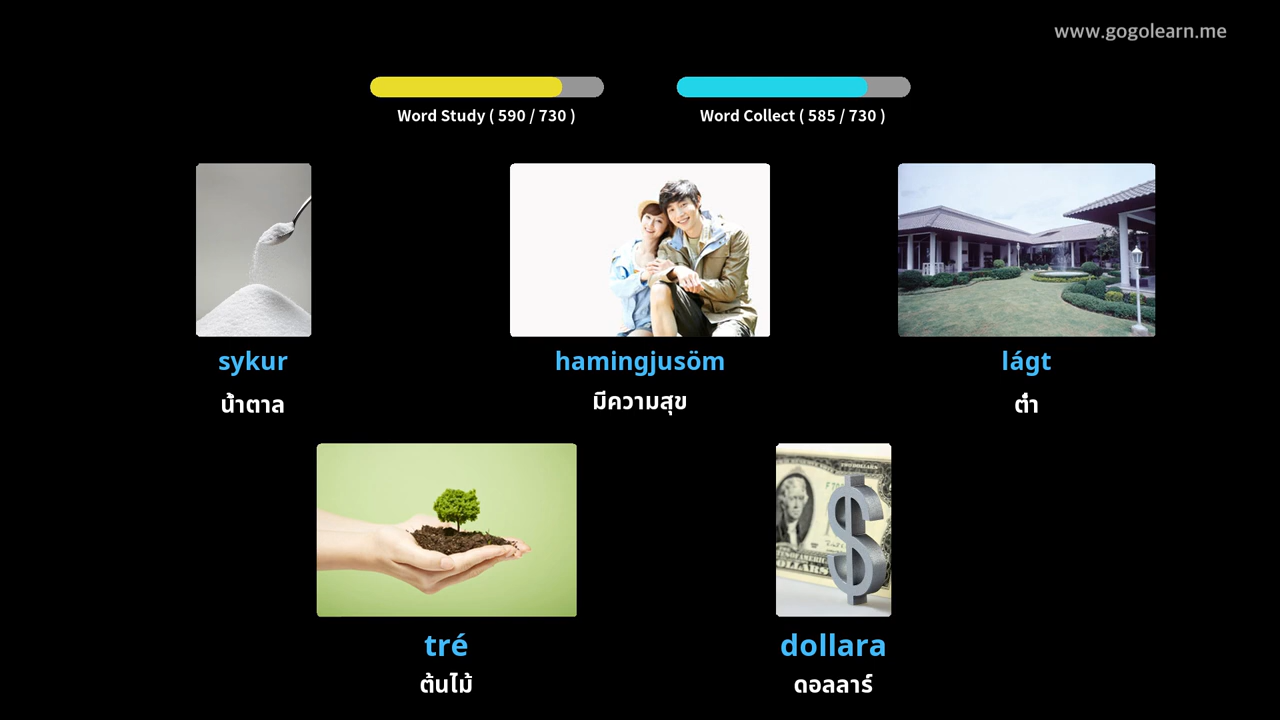 www.gogolearn.me
Word Study ( 590 / 730 )
Word Collect ( 585 / 730 )
sykur
น้ำตาล
hamingjusöm
มีความสุข
lágt
ต่ำ
tré
ต้นไม้
dollara
ดอลลาร์